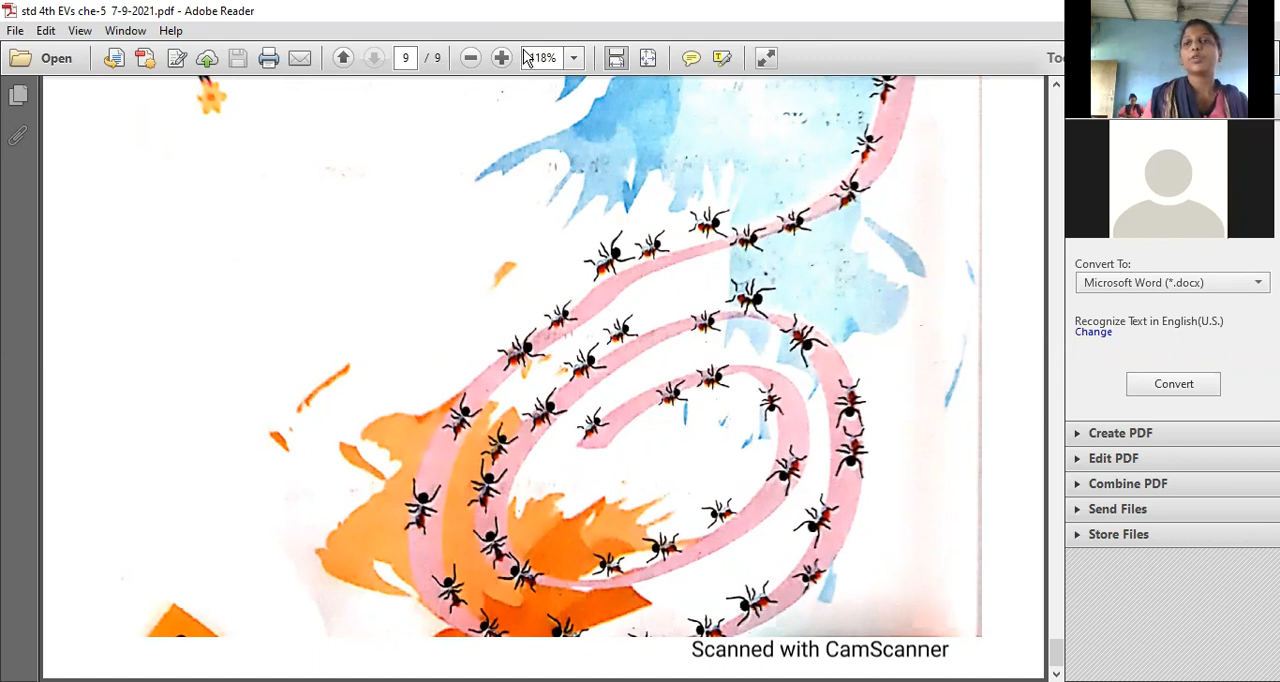 std 4th EVs che-5 7-9-2021.pdf - Adobe Reader
File Edit View Window Help
Open 9 / 9 118%
Convert To:
Microsoft Word (*.docx)
Recognize Text in English(U.S.)
Change
Convert
Create PDF
Edit PDF
Combine PDF
Send Files
Store Files
Scanned with CamScanner